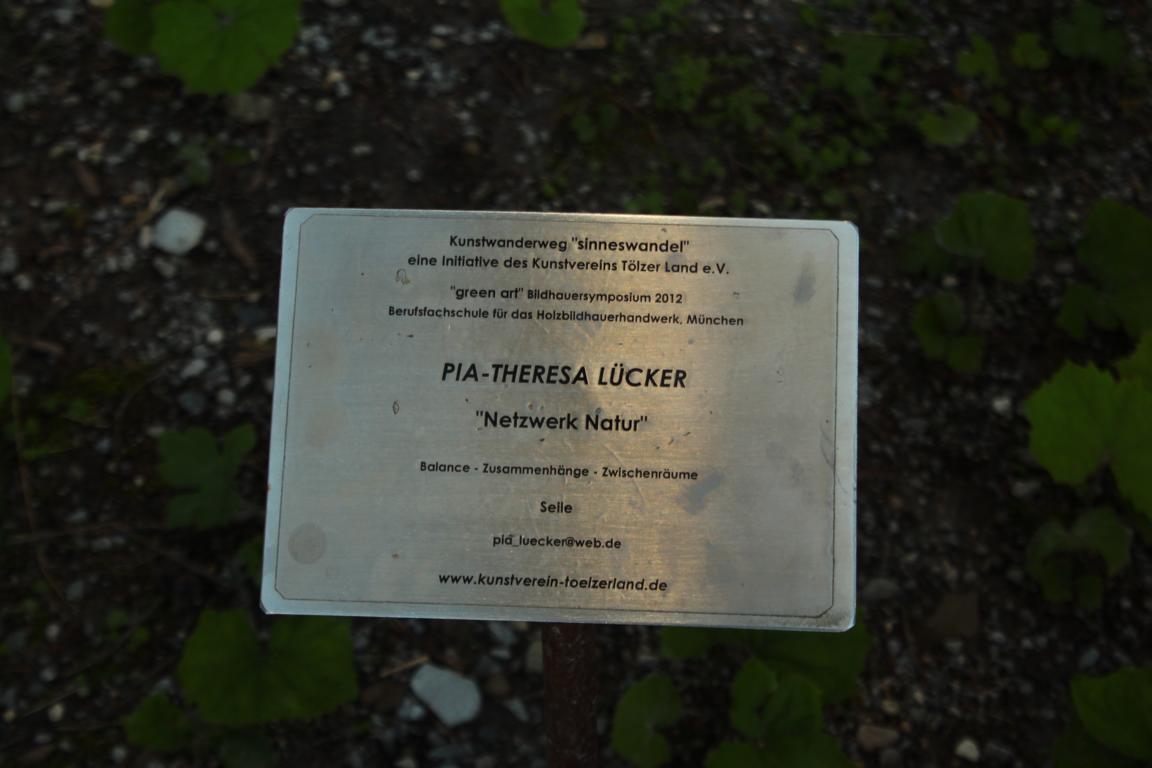 Kunstwanderweg "sinneswandel"
eine Initiative des Kunstvereins Tölzer Land e.V.
"green art" Bildhauersymposium 2012
Berufsfachschule für das Holzbildhauerhandwerk, München
PIA-THERESA LÜCKER
"Netzwerk Natur"
Balance - Zusammenhänge - Zwischenräume
Seile
pia_luecker@web.de
www.kunstverein-toelzerland.de